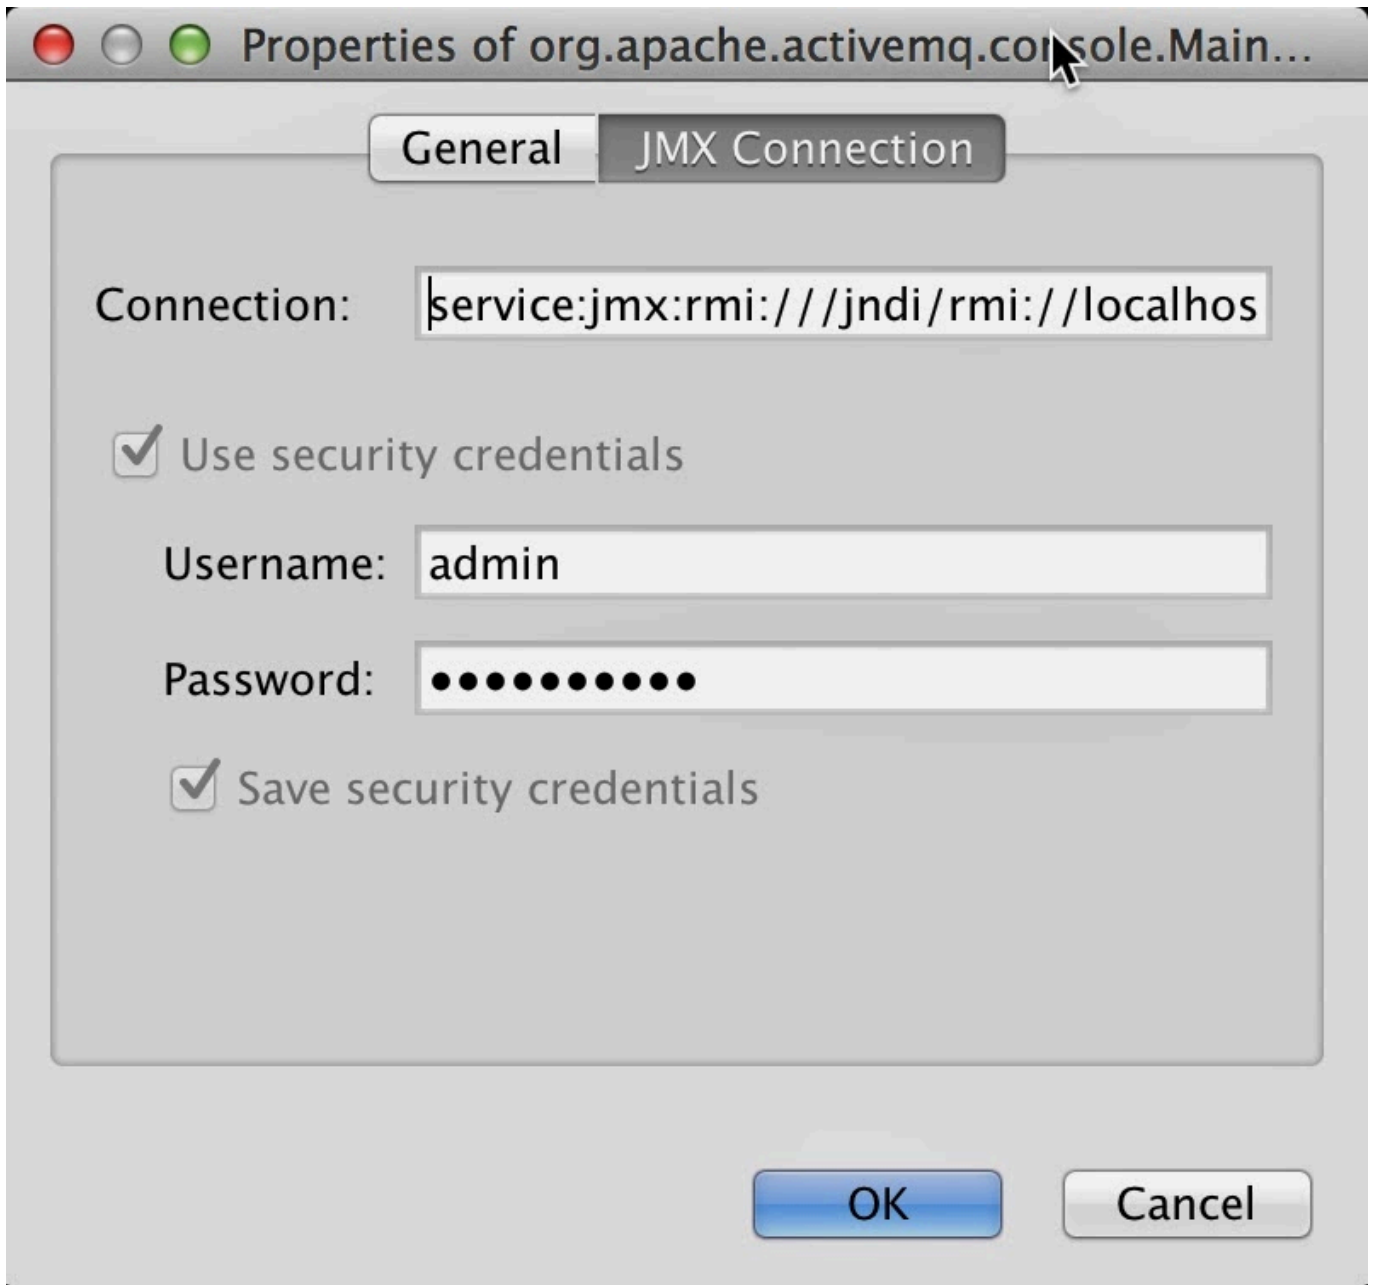 Properties of org.apache.activemq.console.Main...
General JMX Connection
Connection: service:jmx:rmi:///jndi/rmi://localhos
Use security credentials
Username: admin
Password: ●●●●●●●●●●
Save security credentials
OK Cancel